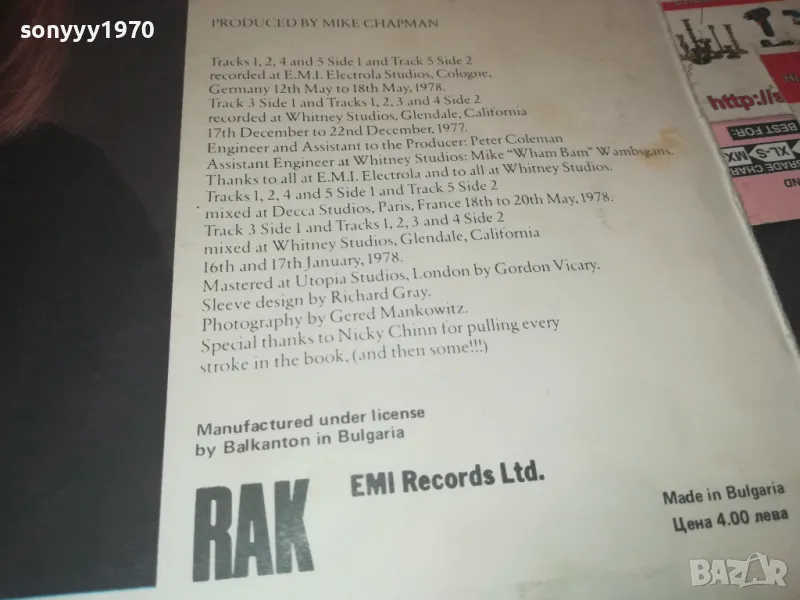 sonyyy1970
PRODUCED BY MIKE CHAPMAN
Tracks 1, 2, 4 and 5 Side 1 and Track 5 Side 2
recorded at E.M.I. Electrola Studios, Cologne,
Germany 12th May to 18th May, 1978.
Track 3 Side 1 and Tracks 1, 2, 3 and 4 Side 2
recorded at Whitney Studios, Glendale, California
17th December to 22nd December, 1977.
Engineer and Assistant to the Producer: Peter Coleman
Assistant Engineer at Whitney Studios: Mike "Wham Bam" Wambsgans.
Thanks to all at E.M.I. Electrola and to all at Whitney Studios.
Tracks 1, 2, 4 and 5 Side 1 and Track 5 Side 2
mixed at Decca Studios, Paris, France 18th to 20th May, 1978.
Track 3 Side 1 and Tracks 1, 2, 3 and 4 Side 2
mixed at Whitney Studios, Glendale, California
16th and 17th January, 1978.
Mastered at Utopia Studios, London by Gordon Vicary.
Sleeve design by Richard Gray.
Photography by Gered Mankowitz.
Special thanks to Nicky Chinn for pulling every
stroke in the book, (and then some!!!)
Manufactured under license
by Balkanton in Bulgaria
RAK
EMI Records Ltd.
Made in Bulgaria
Цена 4.00 лева
http://s
BEST FOR:
XL-S
MX
BAZAR